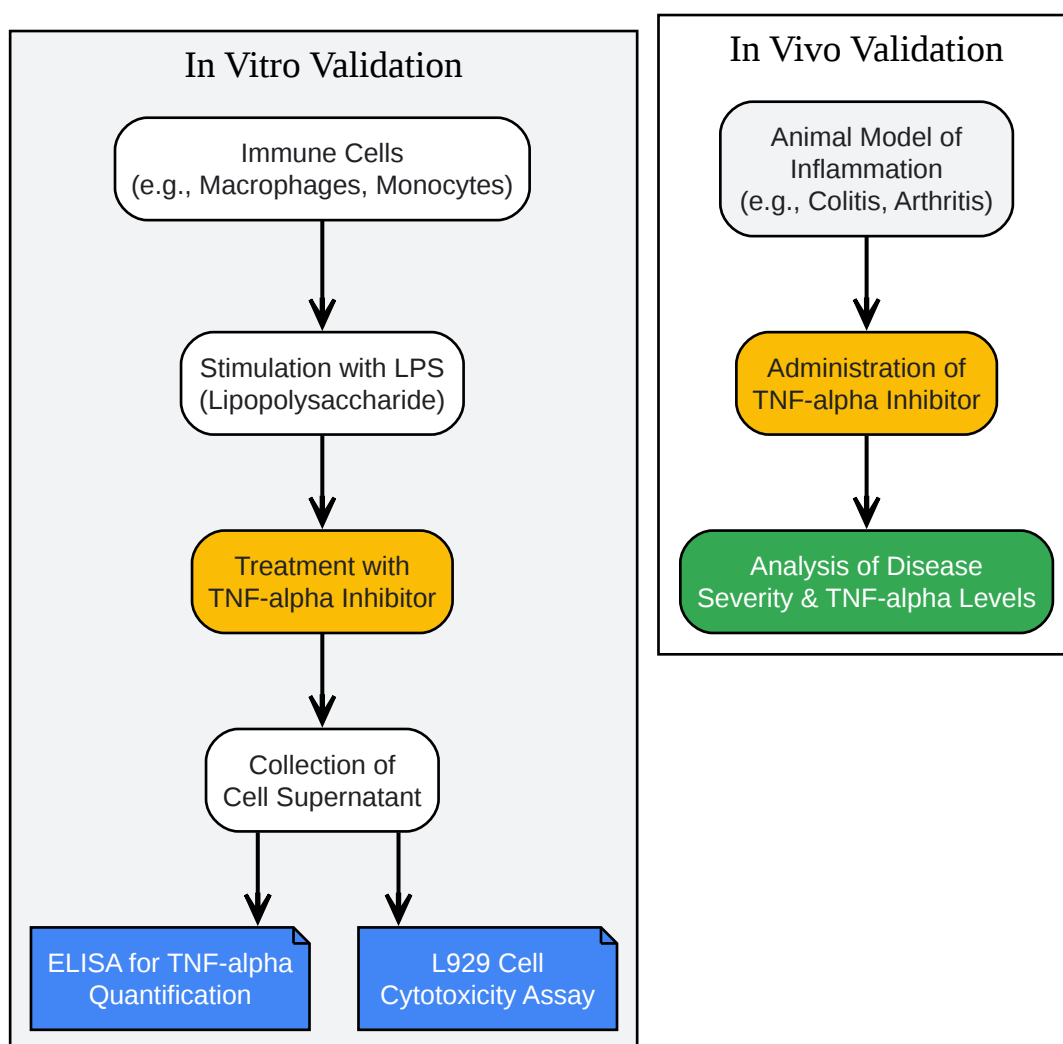 In Vitro Validation
Immune Cells
(e.g., Macrophages, Monocytes)
Stimulation with LPS
(Lipopolysaccharide)
Treatment with
TNF-alpha Inhibitor
Collection of
Cell Supernatant
ELISA for TNF-alpha
Quantification
L929 Cell
Cytotoxicity Assay
In Vivo Validation
Animal Model of
Inflammation
(e.g., Colitis, Arthritis)
Administration of
TNF-alpha Inhibitor
Analysis of Disease
Severity & TNF-alpha Levels